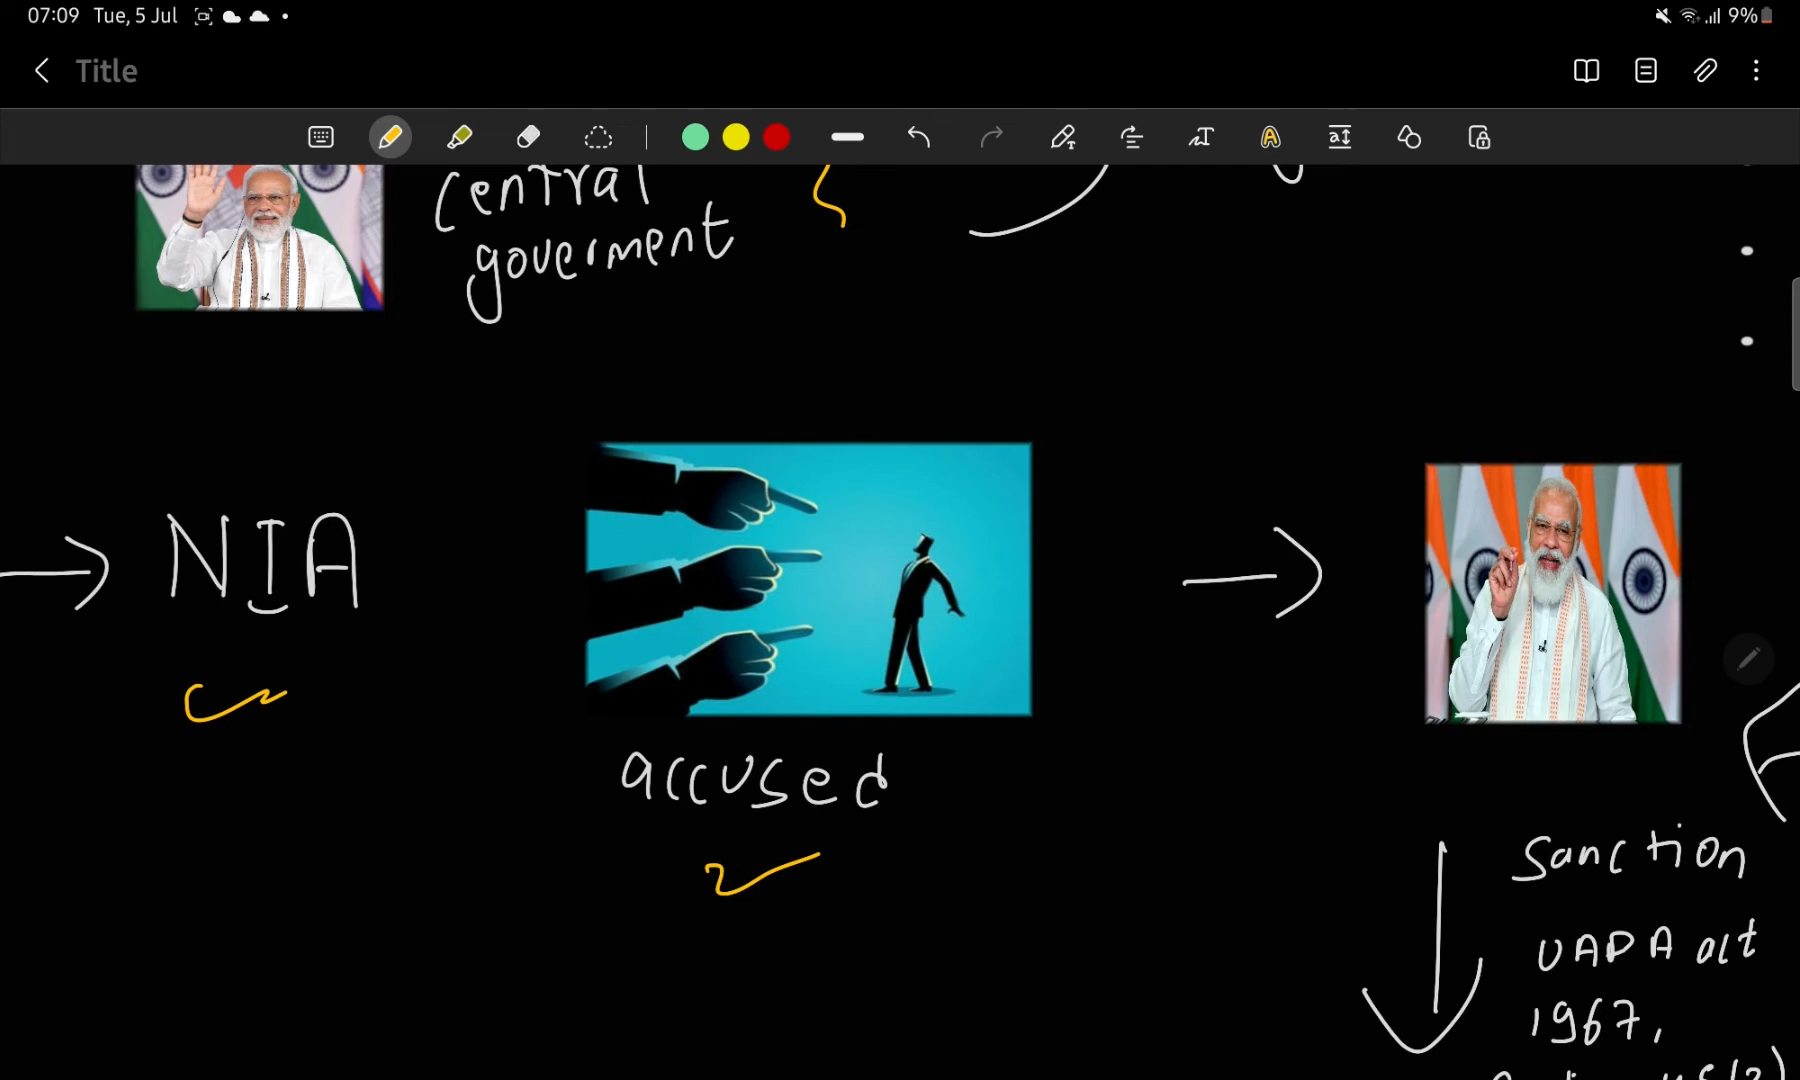 07:09 Tue, 5 Jul
9%
Title
central
goverment
NIA
accused
Sanction
UAPA act
1967,